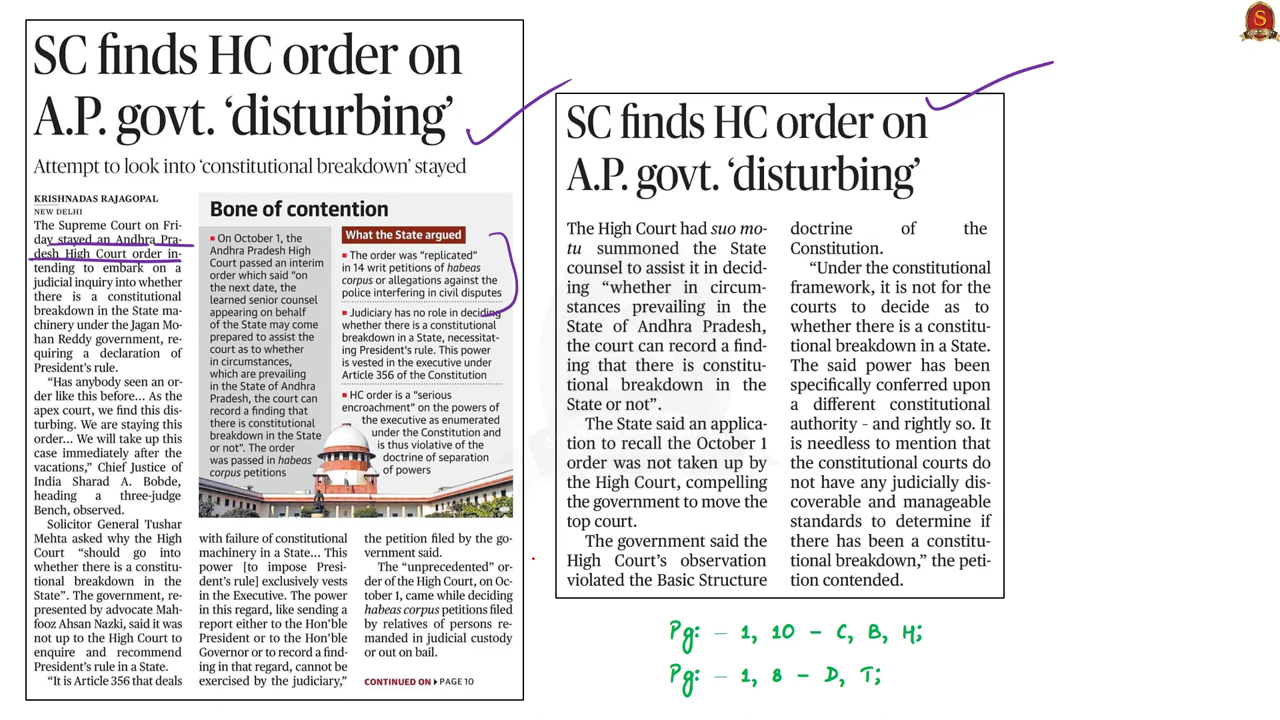 SC finds HC order on
A.P. govt. ‘disturbing’
Attempt to look into ‘constitutional breakdown’ stayed
KRISHNADAS RAJAGOPAL
NEW DELHI
The Supreme Court on Fri-
day stayed an Andhra Pra-
desh High Court order in-
tending to embark on a
judicial inquiry into whether
there is a constitutional
breakdown in the State ma-
chinery under the Jagan Mo-
han Reddy government, re-
quiring a declaration of
President’s rule.
“Has anybody seen an or-
der like this before... As the
apex court, we find this dis-
turbing. We are staying this
order... We will take up this
case immediately after the
vacations,” Chief Justice of
India Sharad A. Bobde,
heading a three-judge
Bench, observed.
Solicitor General Tushar
Mehta asked why the High
Court “should go into
whether there is a constitu-
tional breakdown in the
State”. The government, re-
presented by advocate Mah-
fooz Ahsan Nazki, said it was
not up to the High Court to
enquire and recommend
President’s rule in a State.
“It is Article 356 that deals
Bone of contention
On October 1, the
Andhra Pradesh High
Court passed an interim
order which said “on
the next date, the
learned senior counsel
appearing on behalf
of the State may come
prepared to assist the
court as to whether
in circumstances,
which are prevailing
in the State of Andhra
Pradesh, the court can
record a finding that
there is constitutional
breakdown in the State
or not”. The order
was passed in habeas
corpus petitions
What the State argued
The order was “replicated”
in 14 writ petitions of habeas
corpus or allegations against the
police interfering in civil disputes
Judiciary has no role in deciding
whether there is a constitutional
breakdown in a State, necessitat-
ing President’s rule. This power
is vested in the executive under
Article 356 of the Constitution
HC order is a “serious
encroachment” on the powers of
the executive as enumerated
under the Constitution and
is thus violative of the
doctrine of separation
of powers
with failure of constitutional
machinery in a State... This
power [to impose Presi-
dent’s rule] exclusively vests
in the Executive. The power
in this regard, like sending a
report either to the Hon’ble
President or to the Hon’ble
Governor or to record a find-
ing in that regard, cannot be
exercised by the judiciary,”
the petition filed by the go-
vernment said.
The “unprecedented” or-
der of the High Court, on Oc-
tober 1, came while deciding
habeas corpus petitions filed
by relatives of persons re-
manded in judicial custody
or out on bail.
CONTINUED ON PAGE 10
SC finds HC order on
A.P. govt. ‘disturbing’
The High Court had suo mo-
tu summoned the State
counsel to assist it in decid-
ing “whether in circum-
stances prevailing in the
State of Andhra Pradesh,
the court can record a find-
ing that there is constitu-
tional breakdown in the
State or not”.
The State said an applica-
tion to recall the October 1
order was not taken up by
the High Court, compelling
the government to move the
top court.
The government said the
High Court’s observation
violated the Basic Structure
doctrine of the
Constitution.
“Under the constitutional
framework, it is not for the
courts to decide as to
whether there is a constitu-
tional breakdown in a State.
The said power has been
specifically conferred upon
a different constitutional
authority - and rightly so. It
is needless to mention that
the constitutional courts do
not have any judicially dis-
coverable and manageable
standards to determine if
there has been a constitu-
tional breakdown,” the peti-
tion contended.
Pg: – 1, 10 – C, B, H;
Pg: – 1, 8 – D, T;